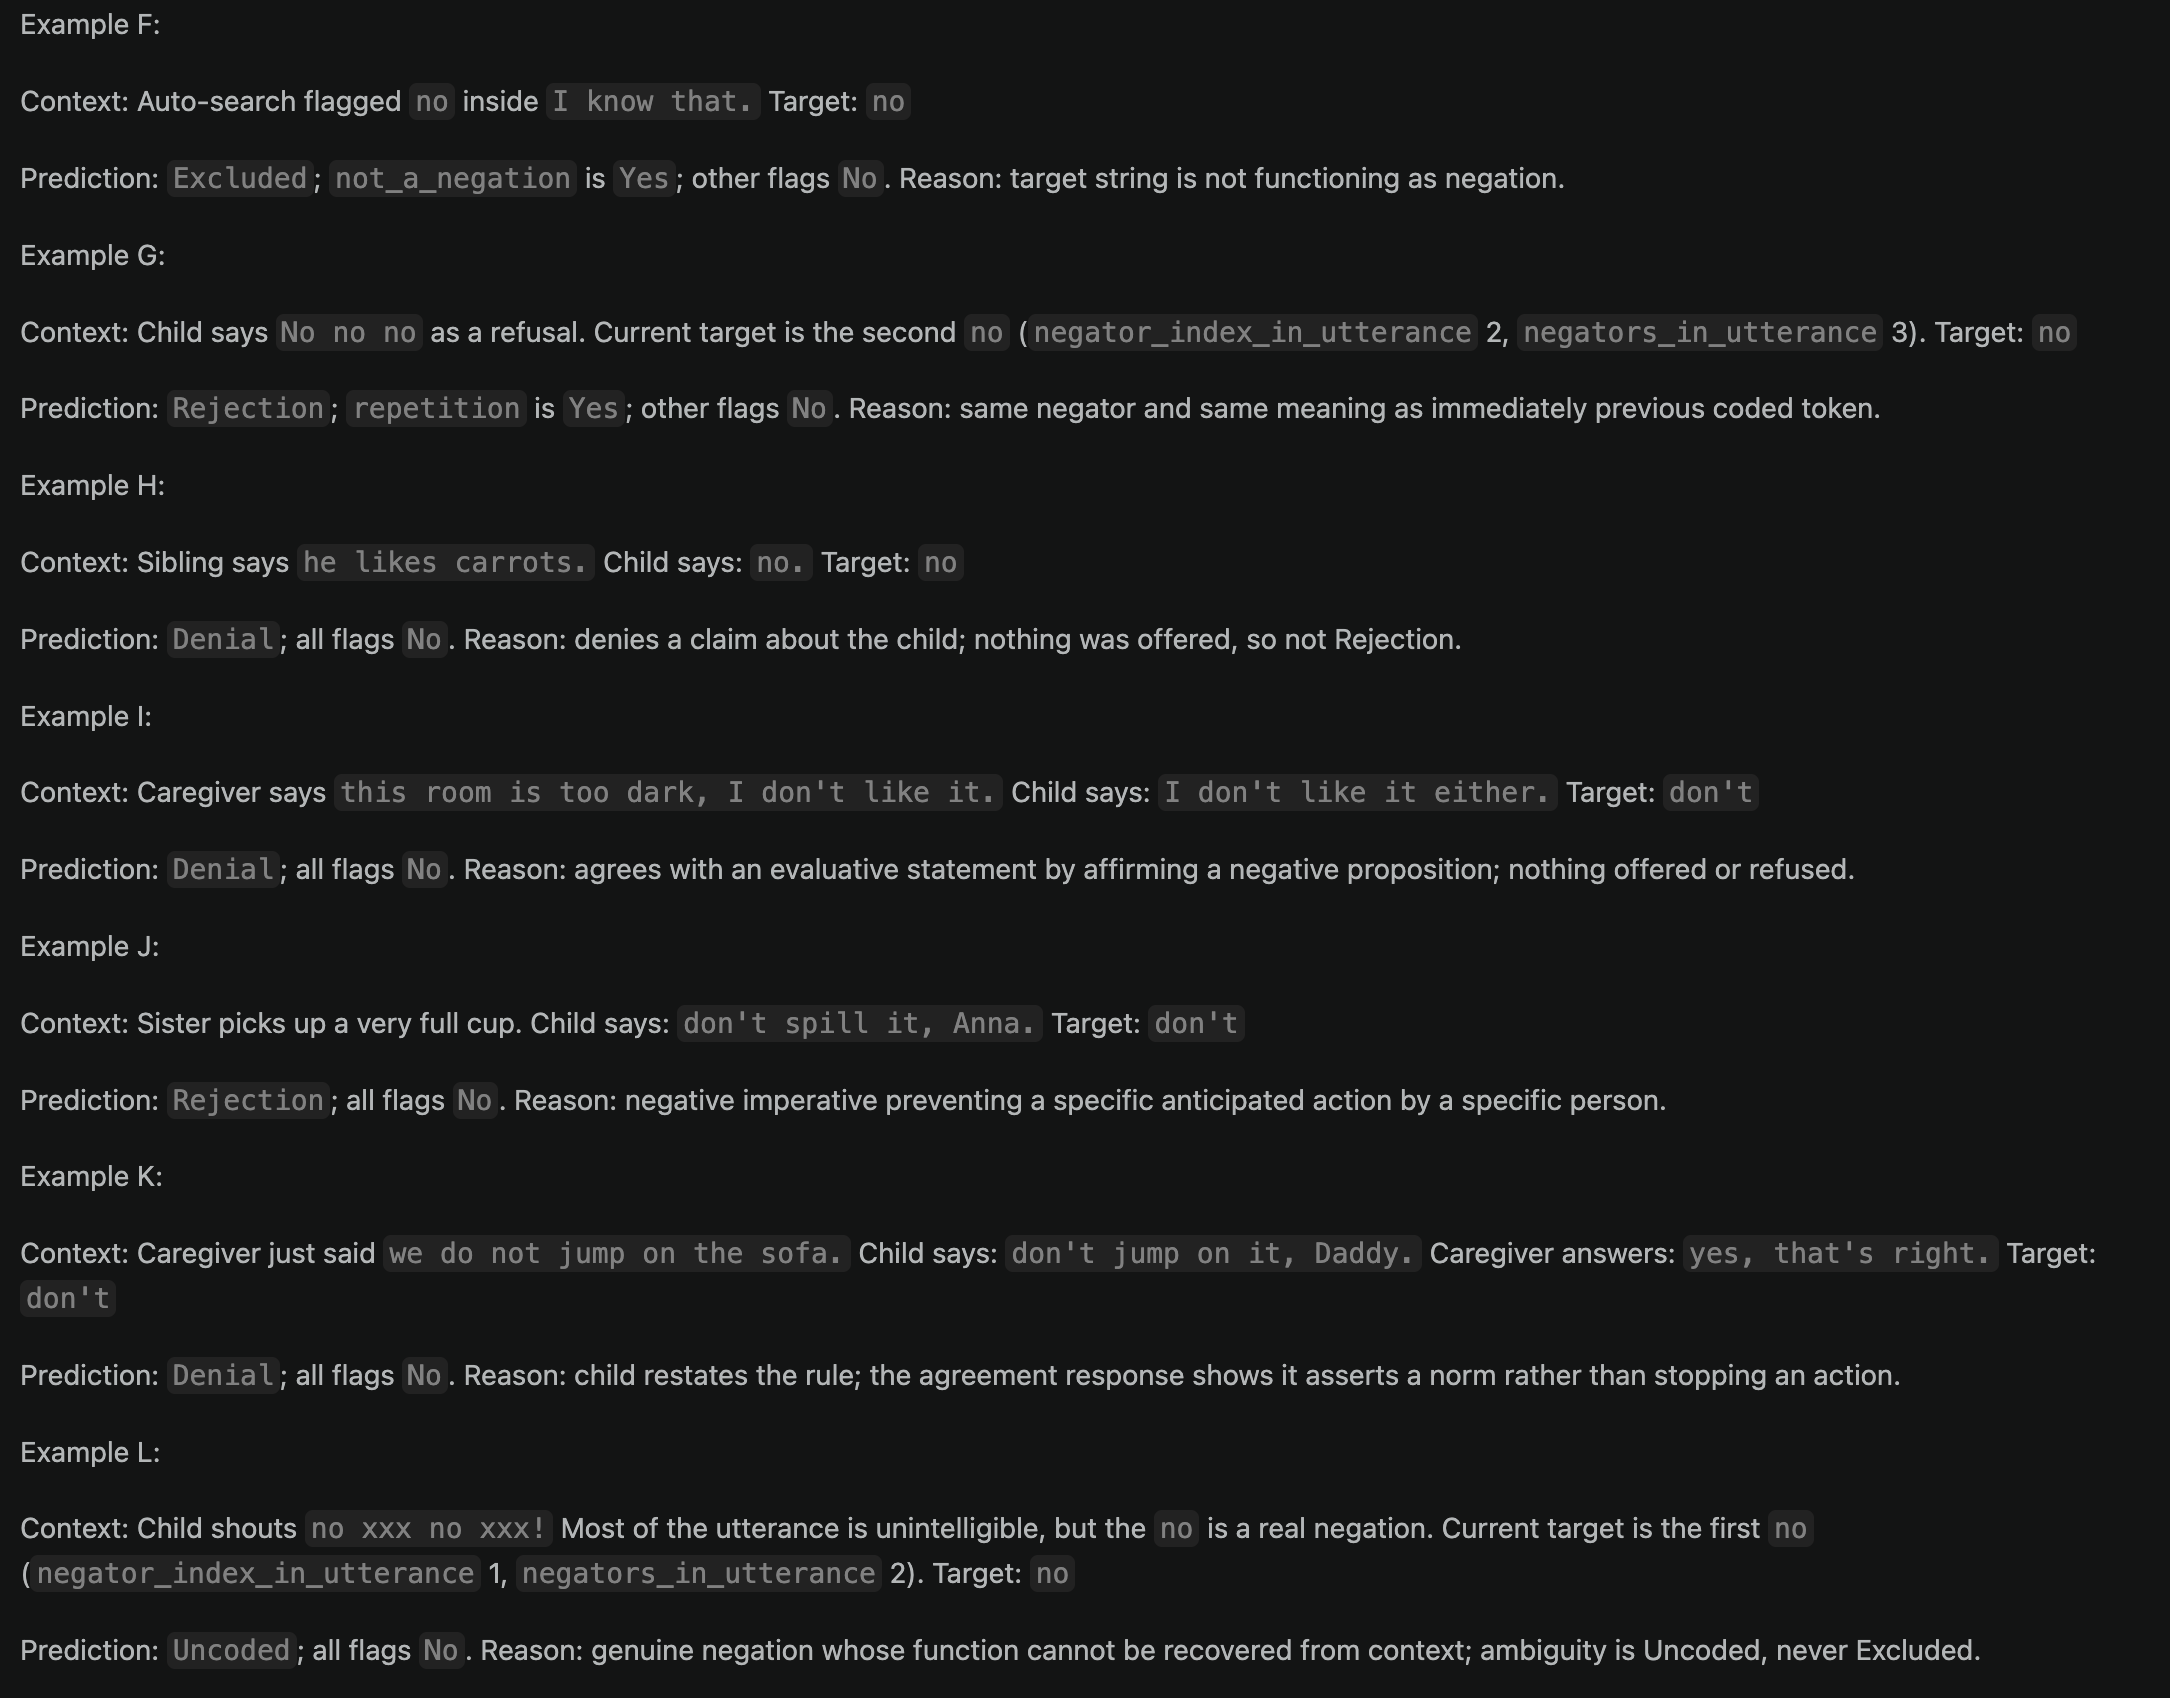 Example F:
Context: Auto-search flagged no inside I know that. Target: no
Prediction: Excluded; not_a_negation is Yes; other flags No. Reason: target string is not functioning as negation.
Example G:
Context: Child says No no no as a refusal. Current target is the second no (negator_index_in_utterance 2, negators_in_utterance 3). Target: no
Prediction: Rejection; repetition is Yes; other flags No. Reason: same negator and same meaning as immediately previous coded token.
Example H:
Context: Sibling says he likes carrots. Child says: no. Target: no
Prediction: Denial; all flags No. Reason: denies a claim about the child; nothing was offered, so not Rejection.
Example I:
Context: Caregiver says this room is too dark, I don't like it. Child says: I don't like it either. Target: don't
Prediction: Denial; all flags No. Reason: agrees with an evaluative statement by affirming a negative proposition; nothing offered or refused.
Example J:
Context: Sister picks up a very full cup. Child says: don't spill it, Anna. Target: don't
Prediction: Rejection; all flags No. Reason: negative imperative preventing a specific anticipated action by a specific person.
Example K:
Context: Caregiver just said we do not jump on the sofa. Child says: don't jump on it, Daddy. Caregiver answers: yes, that's right. Target:
don't
Prediction: Denial; all flags No. Reason: child restates the rule; the agreement response shows it asserts a norm rather than stopping an action.
Example L:
Context: Child shouts no xxx no xxx! Most of the utterance is unintelligible, but the no is a real negation. Current target is the first no
(negator_index_in_utterance 1, negators_in_utterance 2). Target: no
Prediction: Uncoded; all flags No. Reason: genuine negation whose function cannot be recovered from context; ambiguity is Uncoded, never Excluded.